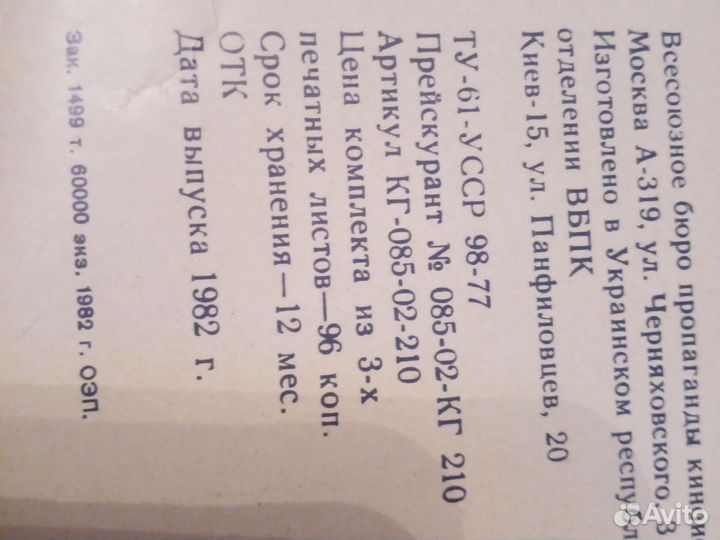 Всесоюзное бюро пропаганды
Москва А-319, ул. Черняховского, 3
Изготовлено в Украинском
отделении ВБПК
Киев-15, ул. Панфиловцев, 20
ТУ-61-УССР 98-77
Прейскурант № 085-02-КГ 210
Артикул КГ-085-02-210
Цена комплекта из 3-х
печатных листов—96 коп.
Срок хранения—12 мес.
ОТК
Дата выпуска 1982 г.
Зак. 1499 т. 60000 экз. 1982 г. ОЭП.
Avito